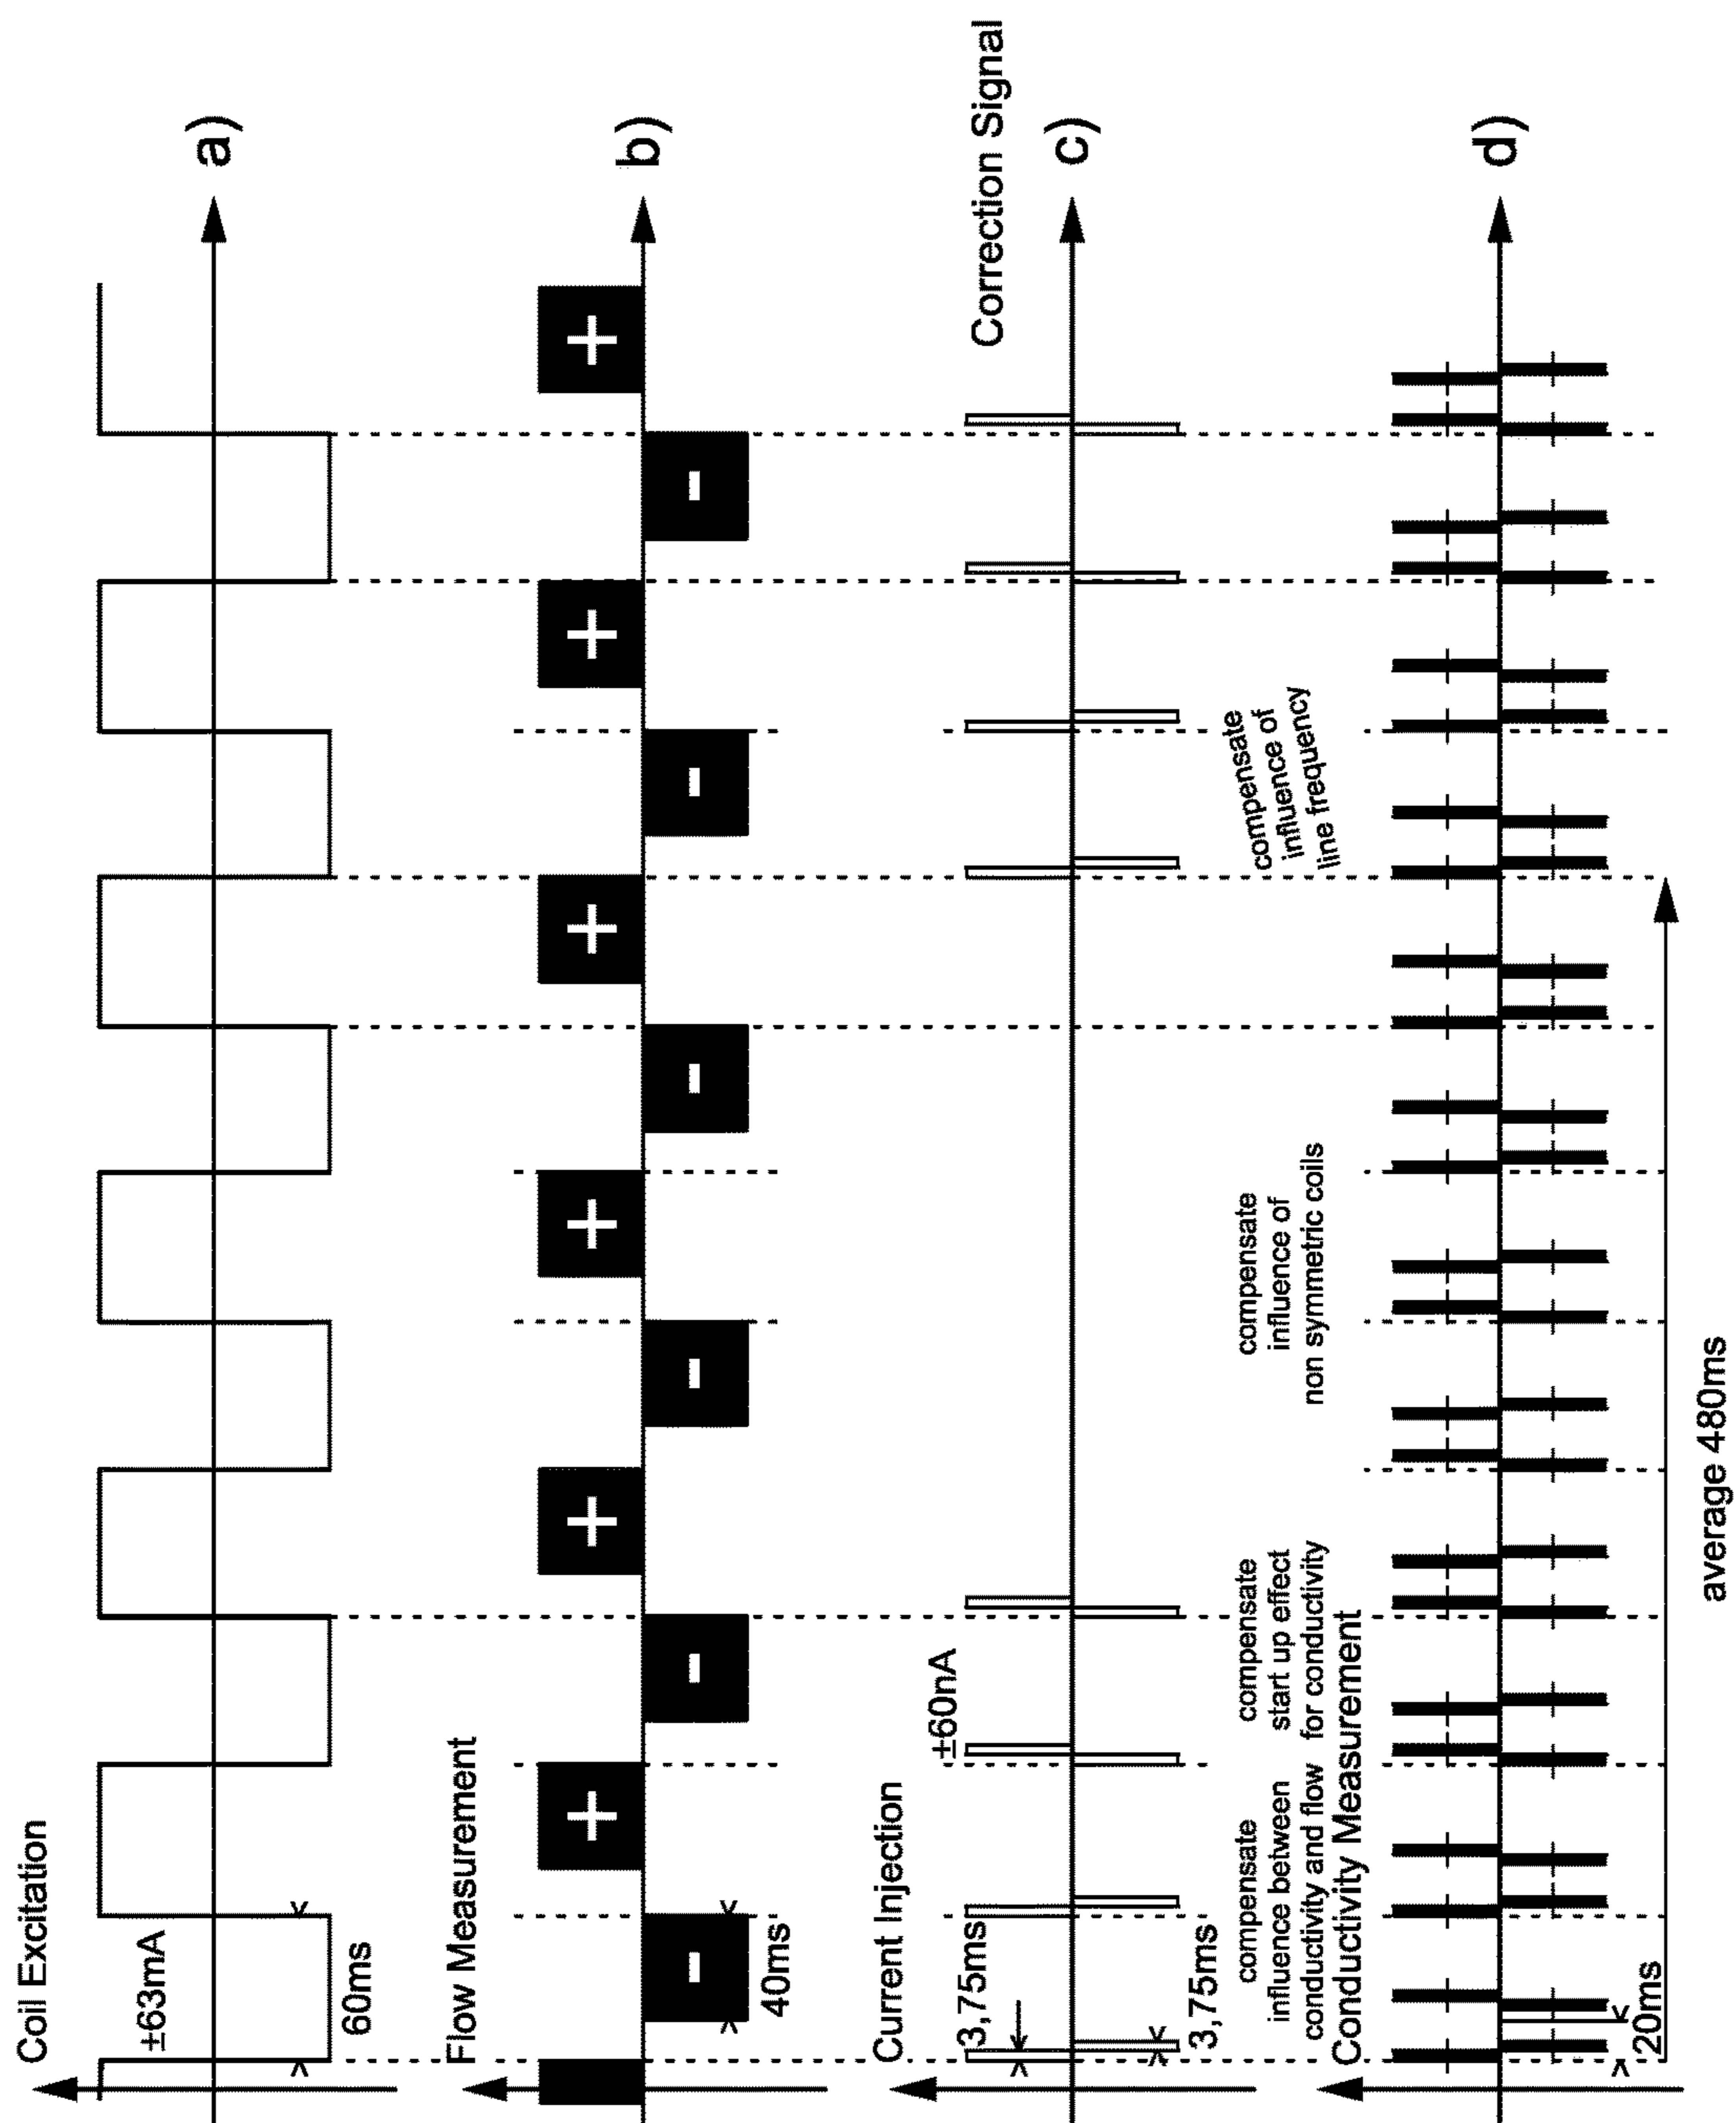 Coil Excitation
±63mA
60ms
a)
Flow Measurement
+
-
+
-
+
-
+
-
+
-
+
40ms
b)
Current Injection
3,75ms
±60nA
3,75ms
Correction Signal
c)
compensate
influence between
conductivity and flow
compensate
start up effect
for conductivity
compensate
influence of
non symmetric coils
compensate
influence of
line frequency
Conductivity Measurement
20ms
d)
average 480ms